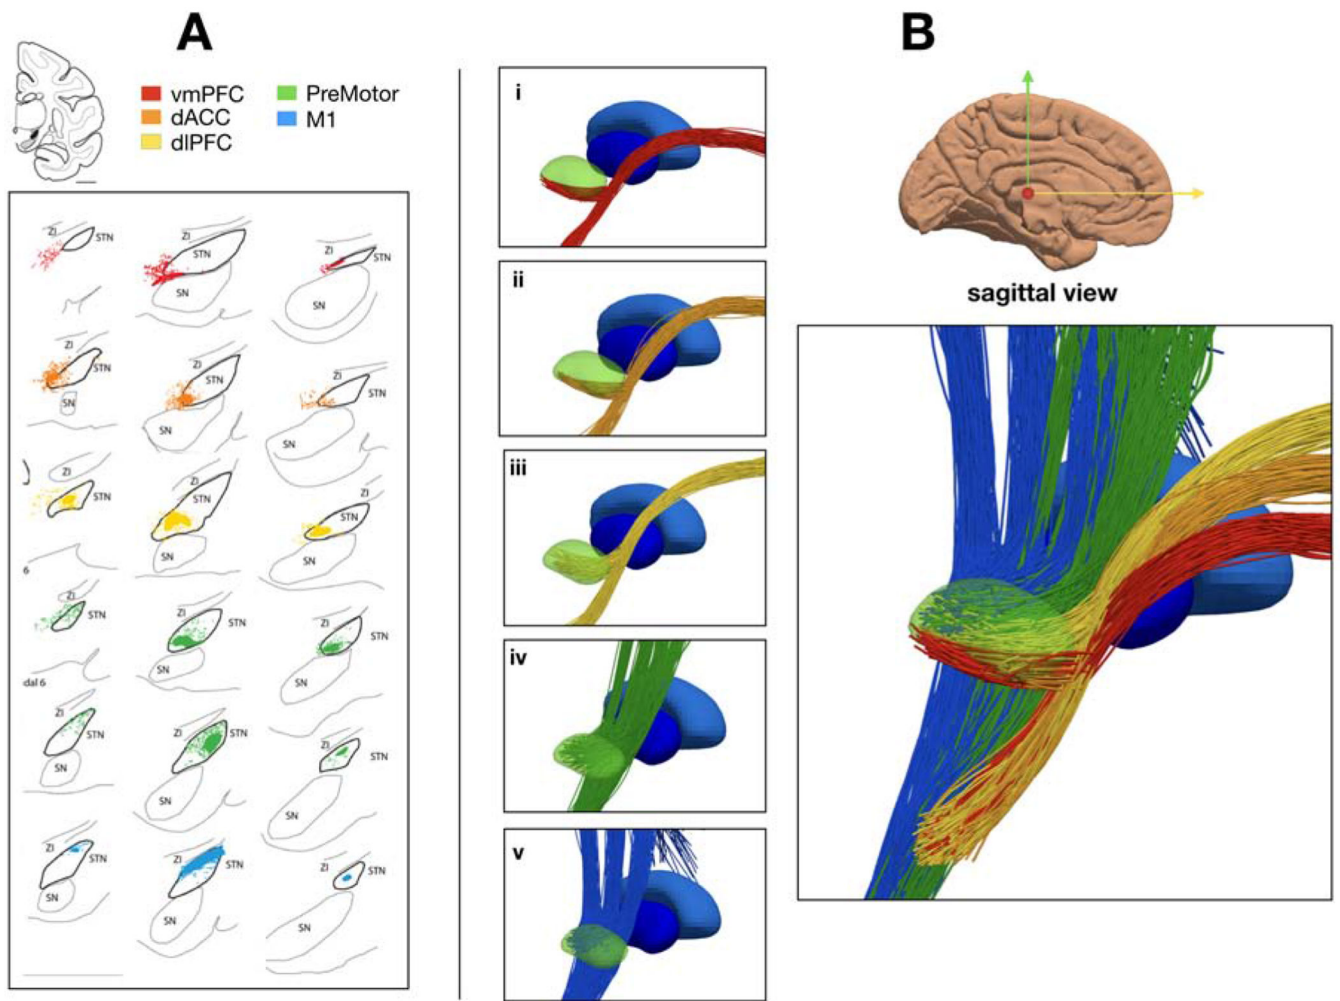 A
B
vmPFC
dACC
dlPFC
PreMotor
M1
ZI STN
ZI STN SN
ZI STN SN
ZI STN SN
ZI STN SN
ZI STN SN
ZI STN
ZI STN SN
ZI STN SN
6
ZI STN
ZI STN SN
ZI STN SN
dal 6
ZI STN SN
ZI STN SN
ZI STN SN
ZI STN SN
ZI STN SN
ZI STN SN
i
ii
iii
iv
v
sagittal view